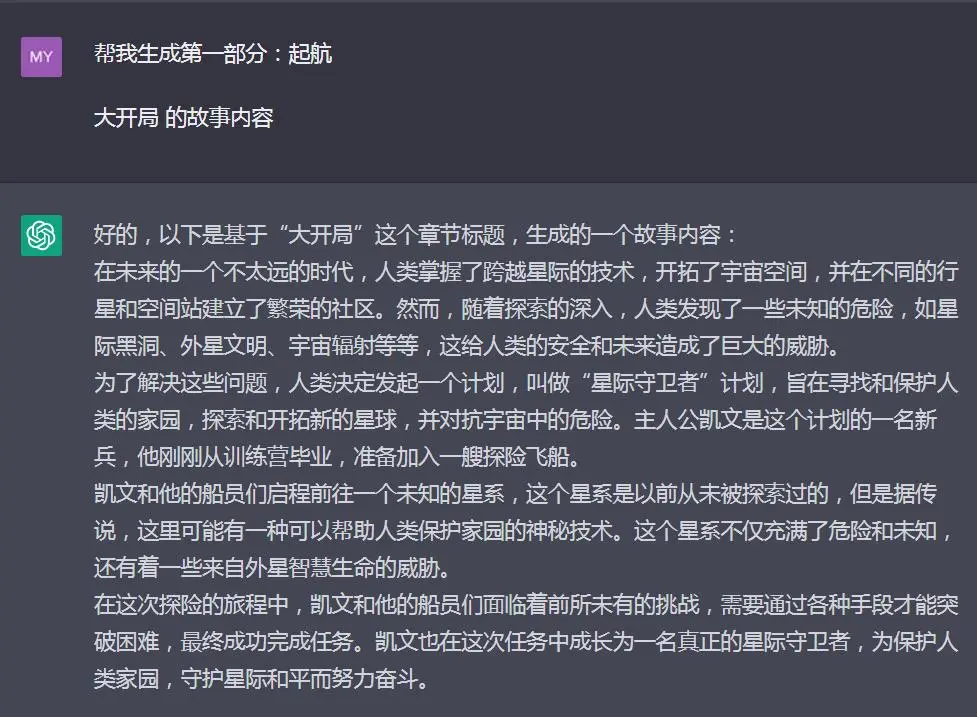 MY
帮我生成第一部分：起航
大开局 的故事内容
好的，以下是基于“大开局”这个章节标题，生成的一个故事内容：
在未来的一个不太远的时代，人类掌握了跨越星际的技术，开拓了宇宙空间，并在不同的行
星和空间站建立了繁荣的社区。然而，随着探索的深入，人类发现了一些未知的危险，如星
际黑洞、外星文明、宇宙辐射等等，这给人类的安全和未来造成了巨大的威胁。
为了解决这些问题，人类决定发起一个计划，叫做“星际守卫者”计划，旨在寻找和保护人
类的家园，探索和开拓新的星球，并对抗宇宙中的危险。主人公凯文是这个计划的一名新
兵，他刚刚从训练营毕业，准备加入一艘探险飞船。
凯文和他的船员们启程前往一个未知的星系，这个星系是以前从未被探索过的，但是据传
说，这里可能有一种可以帮助人类保护家园的神秘技术。这个星系不仅充满了危险和未知，
还有着一些来自外星智慧生命的威胁。
在这次探险的旅程中，凯文和他的船员们面临着前所未有的挑战，需要通过各种手段才能突
破困难，最终成功完成任务。凯文也在这次任务中成长为一名真正的星际守卫者，为保护人
类家园，守护星际和平而努力奋斗。